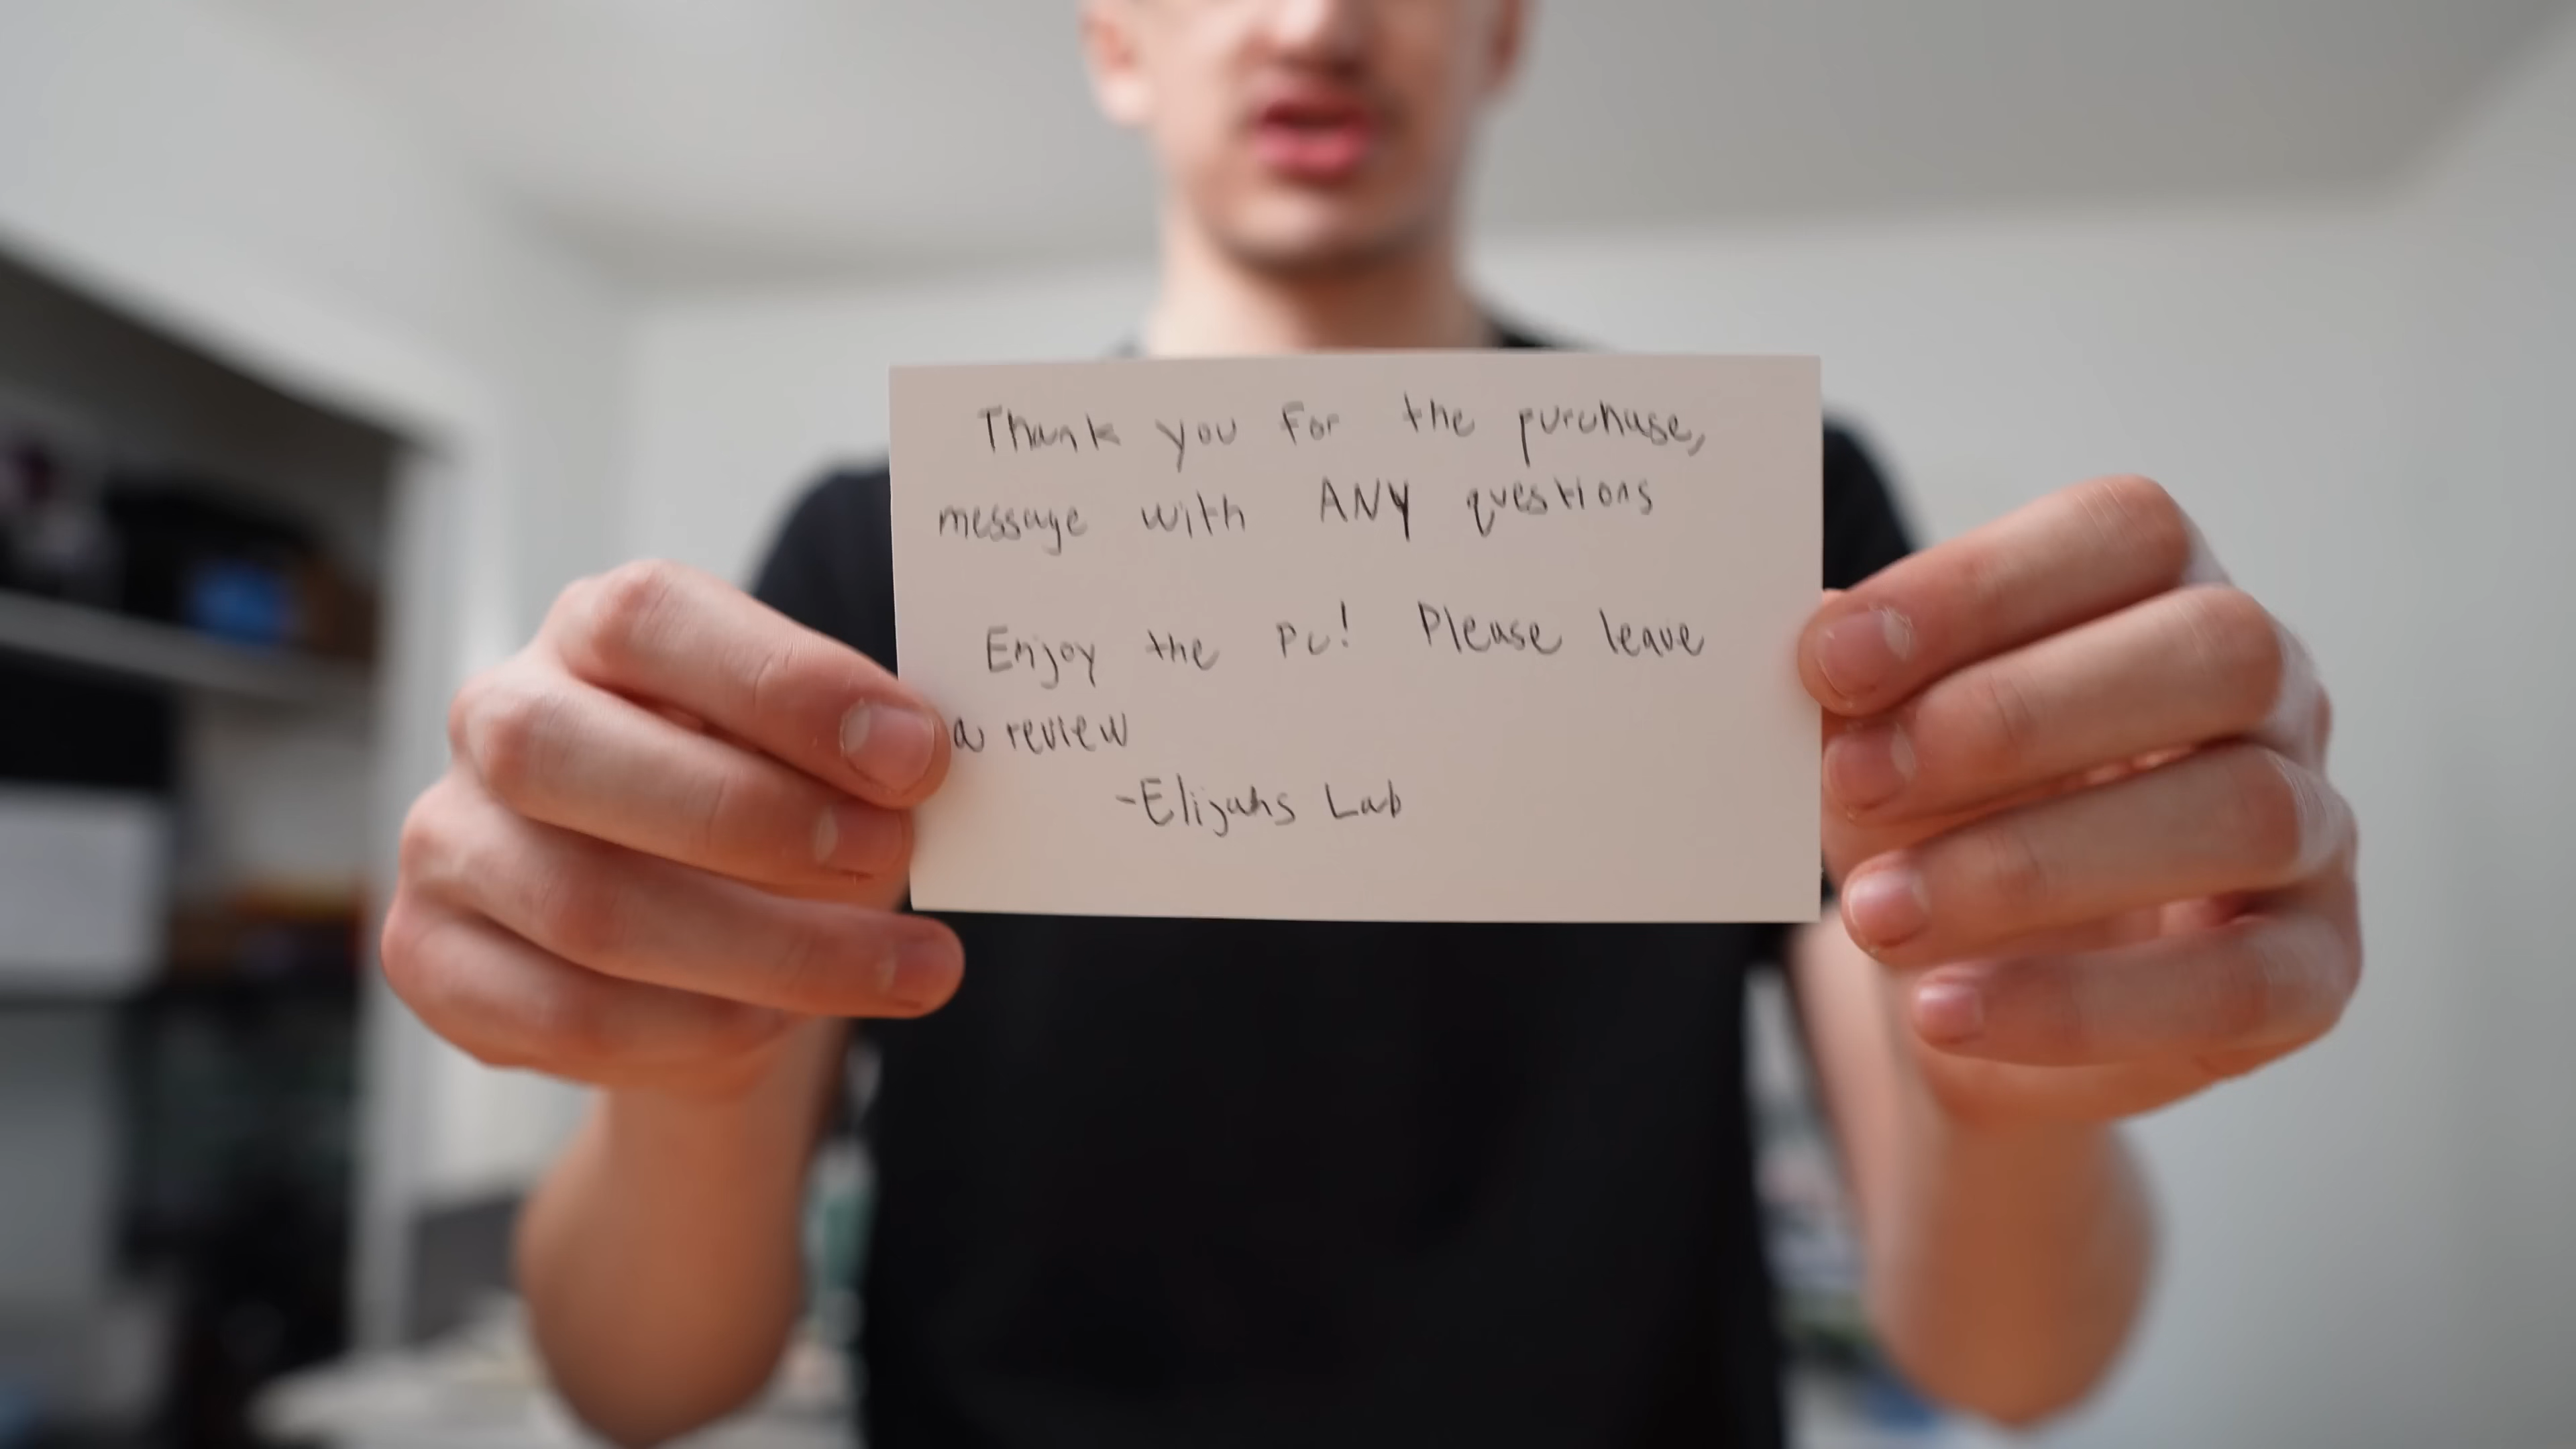 Thank you for the purchase,
message with ANY questions
Enjoy the PC! Please leave
a review
-Elijahs Lab